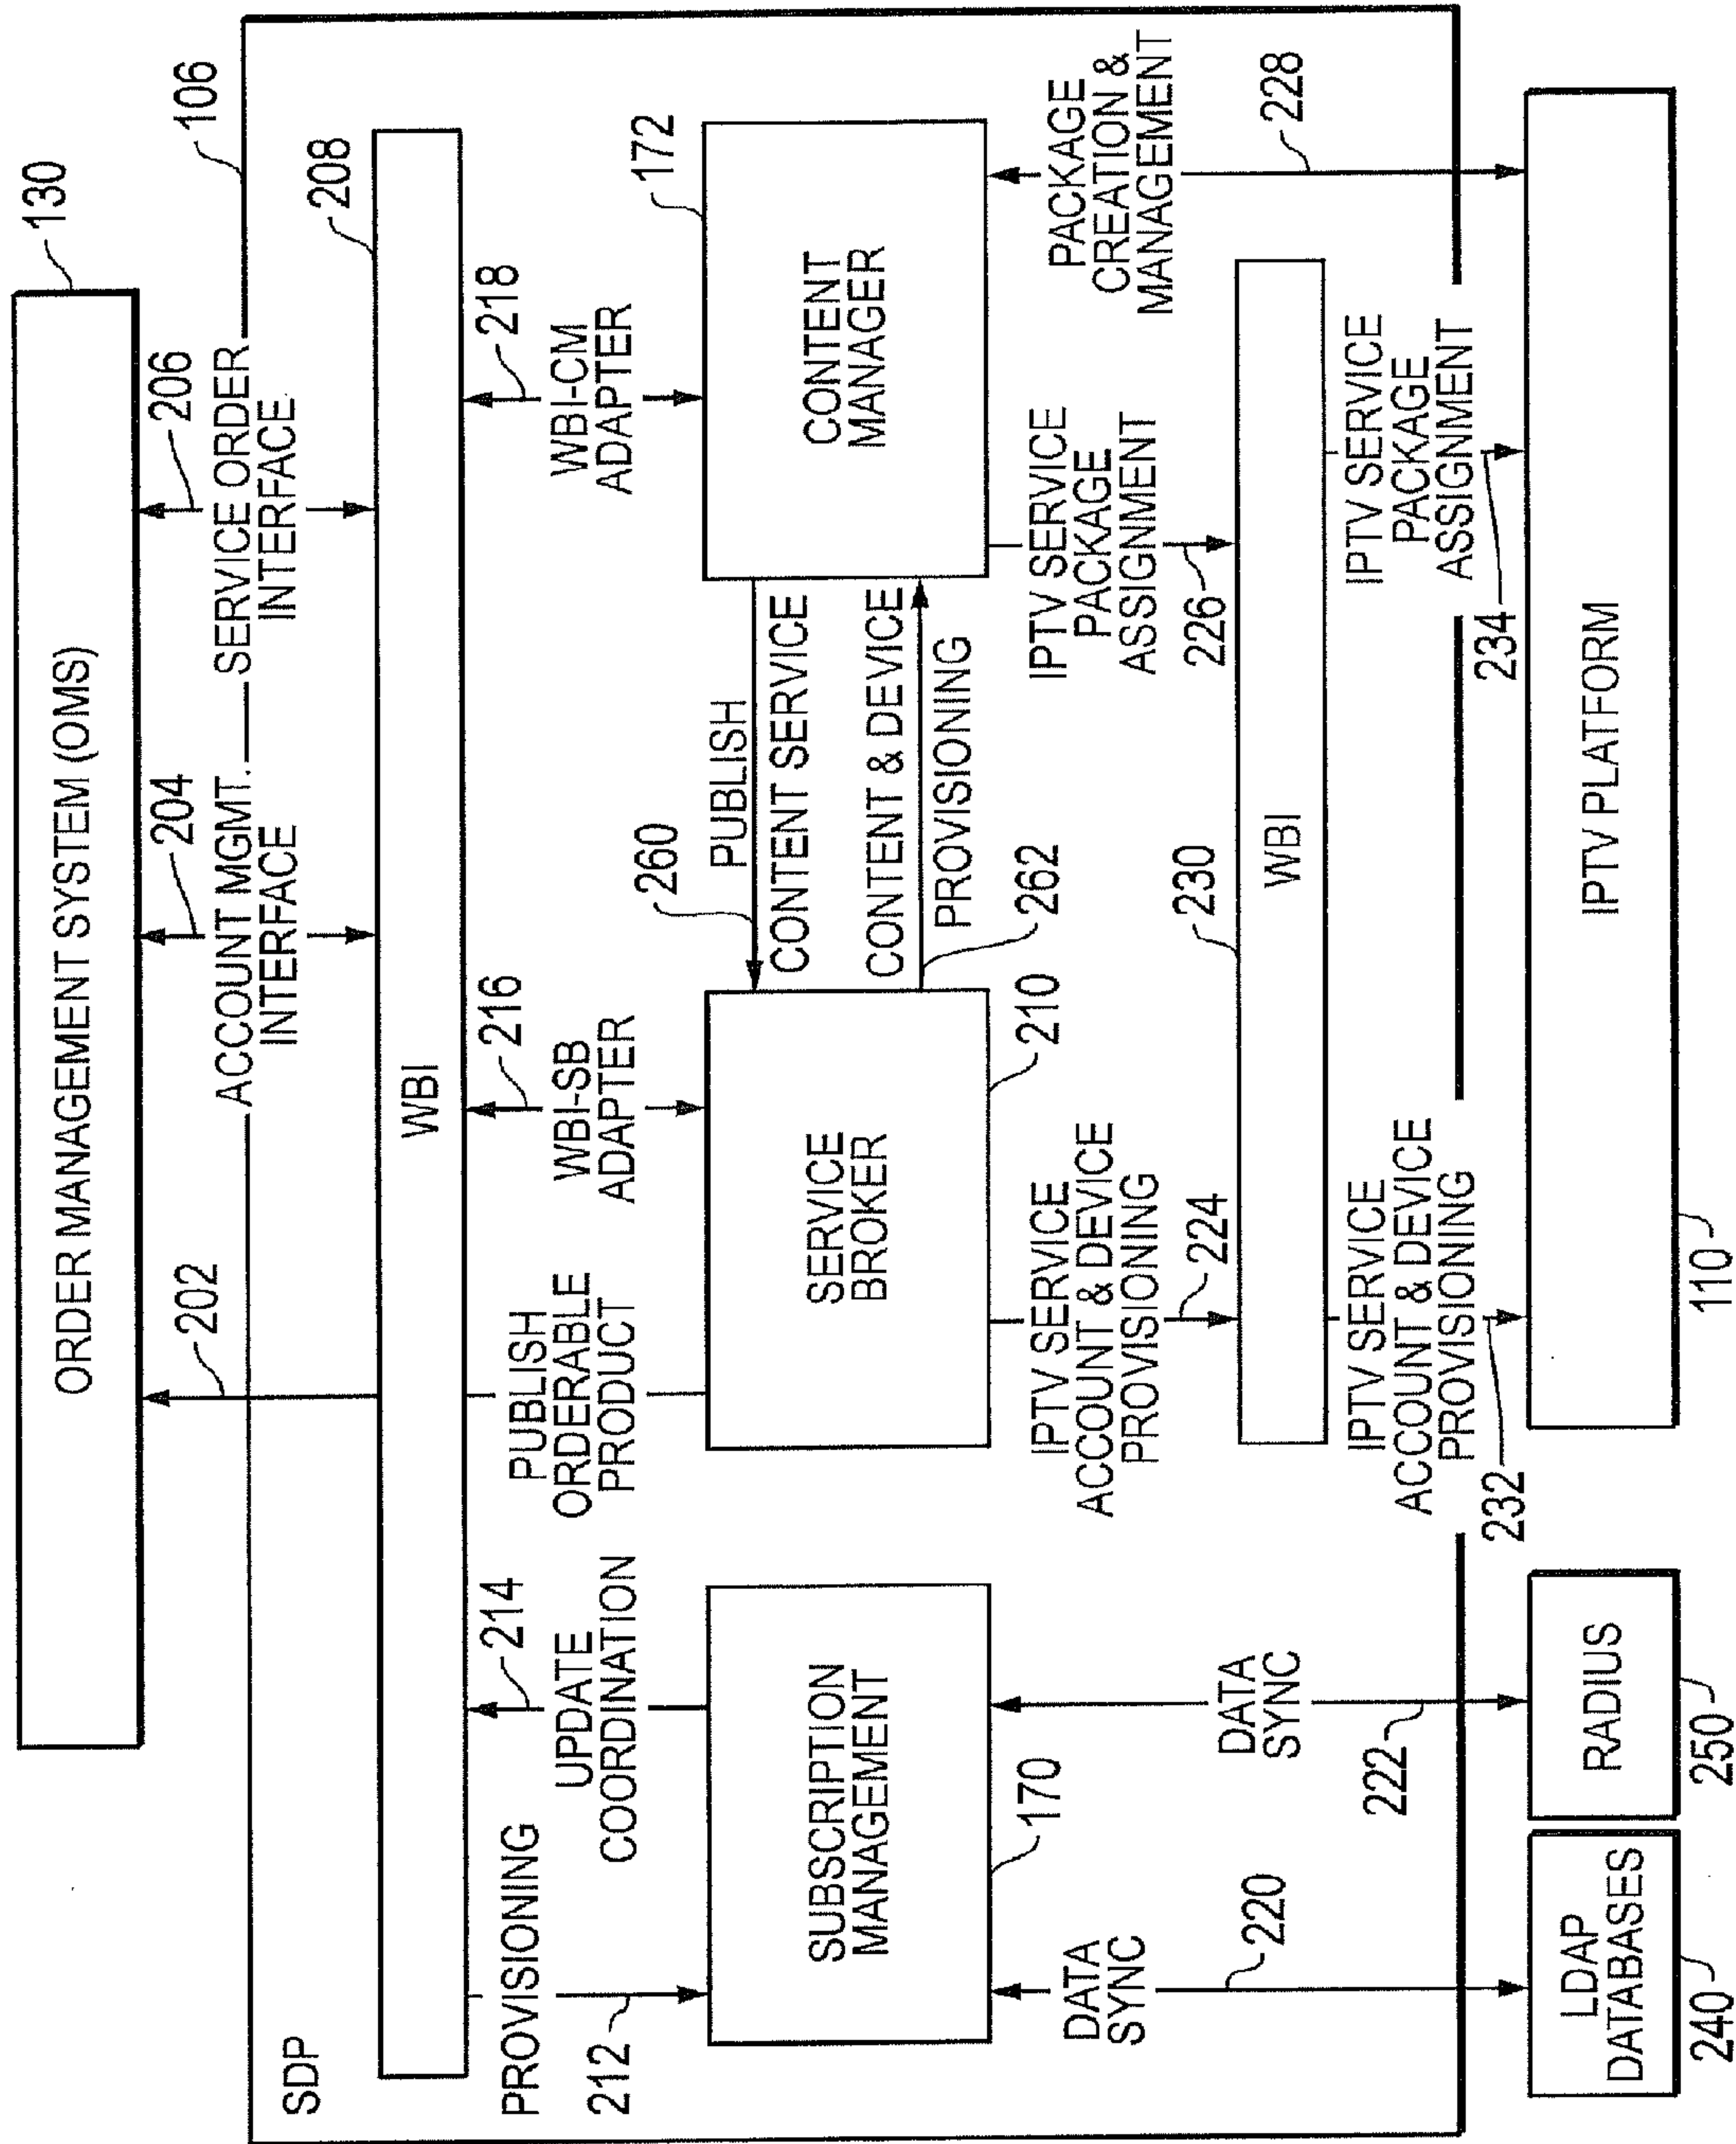 130
ORDER MANAGEMENT SYSTEM (OMS)
202
204
206
106
SDP
ACCOUNT MGMT.
INTERFACE
SERVICE ORDER
INTERFACE
208
WBI
PROVISIONING
212
214
UPDATE
COORDINATION
PUBLISH
ORDERABLE
PRODUCT
216
WBI-SB
ADAPTER
218
WBI-CM
ADAPTER
172
SUBSCRIPTION
MANAGEMENT
170
SERVICE
BROKER
210
260
PUBLISH
CONTENT SERVICE
CONTENT & DEVICE
PROVISIONING
262
CONTENT
MANAGER
DATA
SYNC
220
DATA
SYNC
222
IPTV SERVICE
ACCOUNT & DEVICE
PROVISIONING
224
230
IPTV SERVICE
PACKAGE
ASSIGNMENT
226
PACKAGE
CREATION &
MANAGEMENT
228
WBI
IPTV SERVICE
ACCOUNT & DEVICE
PROVISIONING
232
IPTV SERVICE
PACKAGE
ASSIGNMENT
234
LDAP
DATABASES
240
RADIUS
250
IPTV PLATFORM
110